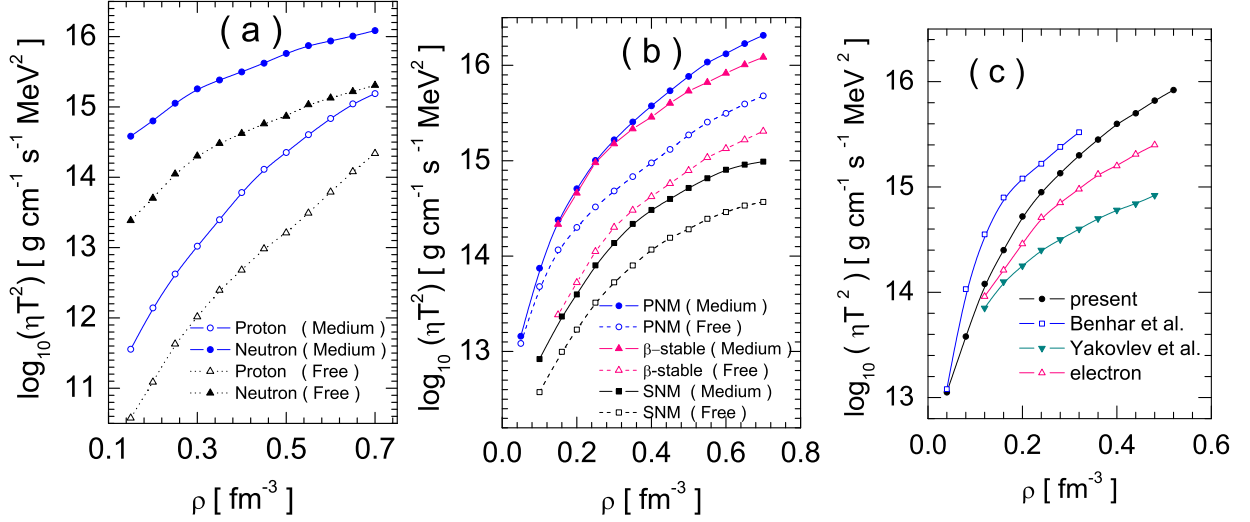 ( a )
log10(ηT2) [ g cm-1 s-1 MeV2 ]
16
15
14
13
12
11
0.1
0.3
0.5
0.7
ρ [ fm-3 ]
Proton ( Medium )
Neutron ( Medium )
Proton ( Free )
Neutron ( Free )
( b )
log10(ηT2) [ g cm-1 s-1 MeV2 ]
16
15
14
13
0.0
0.2
0.4
0.6
0.8
ρ [ fm-3 ]
PNM ( Medium )
PNM ( Free )
β−stable ( Medium )
β-stable ( Free )
SNM ( Medium )
SNM ( Free )
( c )
log10 ( ηT 2 ) [ g cm-1 s-1 MeV2 ]
16
15
14
13
0.0
0.2
0.4
0.6
ρ [ fm-3 ]
present
Benhar et al.
Yakovlev et al.
electron